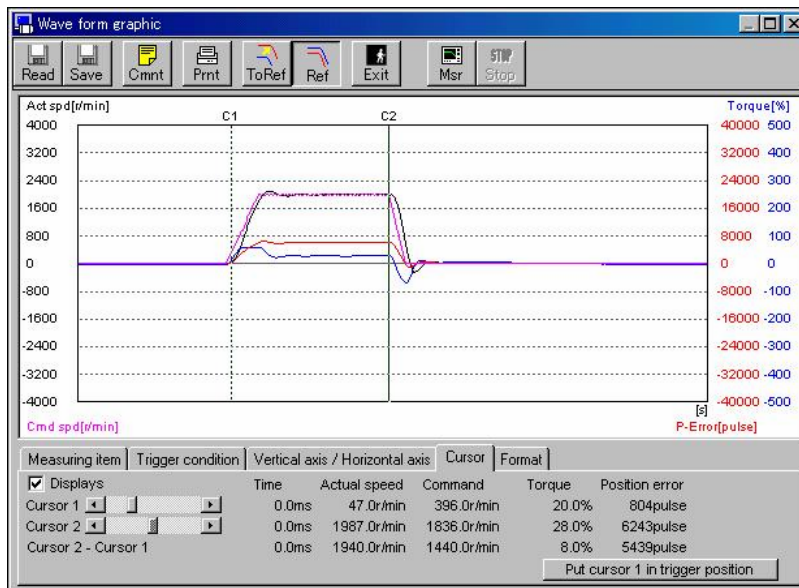 Wave form graphic
Read Save Cmnt Prnt ToRef Ref Exit Msr Stop
Act spd[r/min] C1 C2 Torque[%]
4000 40000 500
3200 32000 400
2400 24000 300
1600 16000 200
800 8000 100
0 0 0
-800 -8000 -100
-1600 -16000 -200
-2400 -24000 -300
-3200 -32000 -400
-4000 -40000 -500
[s]
Cmd spd[r/min] P-Error[pulse]
Measuring item Trigger condition Vertical axis / Horizontal axis Cursor Format
Displays Time Actual speed Command Torque Position error
Cursor 1 0.0ms 47.0r/min 396.0r/min 20.0% 804pulse
Cursor 2 0.0ms 1987.0r/min 1836.0r/min 28.0% 6243pulse
Cursor 2 - Cursor 1 0.0ms 1940.0r/min 1440.0r/min 8.0% 5439pulse
Put cursor 1 in trigger position